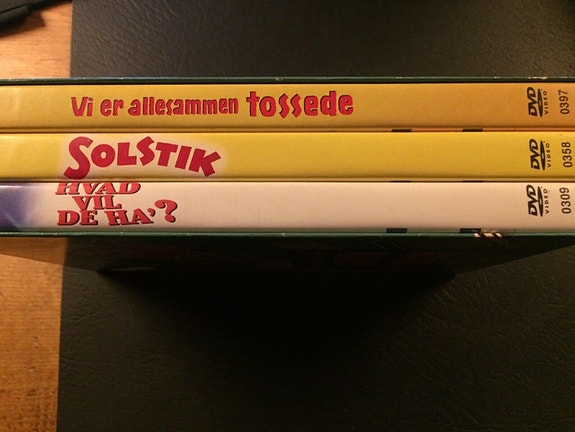 Vi er allesammen tossede
DVD
VIDEO
0397
SOLSTIK
DVD
VIDEO
0358
HVAD
VIL
DE HA'?
DVD
VIDEO
0309